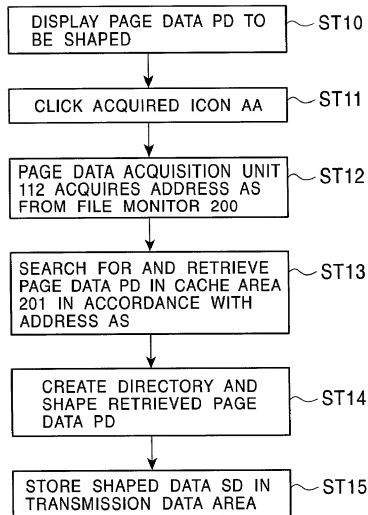 DISPLAY PAGE DATA PD TO
BE SHAPED
ST10
CLICK ACQUIRED ICON AA
ST11
PAGE DATA ACQUISITION UNIT
112 ACQUIRES ADDRESS AS
FROM FILE MONITOR 200
ST12
SEARCH FOR AND RETRIEVE
PAGE DATA PD IN CACHE AREA
201 IN ACCORDANCE WITH
ADDRESS AS
ST13
CREATE DIRECTORY AND
SHAPE RETRIEVED PAGE
DATA PD
ST14
STORE SHAPED DATA SD IN
TRANSMISSION DATA AREA
ST15